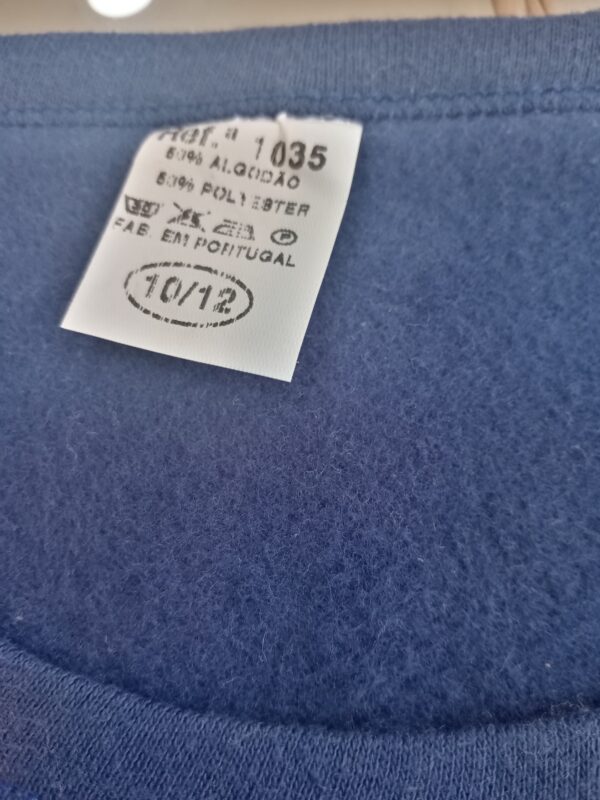 Ref.ª 1035
50% ALGODÃO
50% POLYESTER
FAB. EM PORTUGAL
10/12